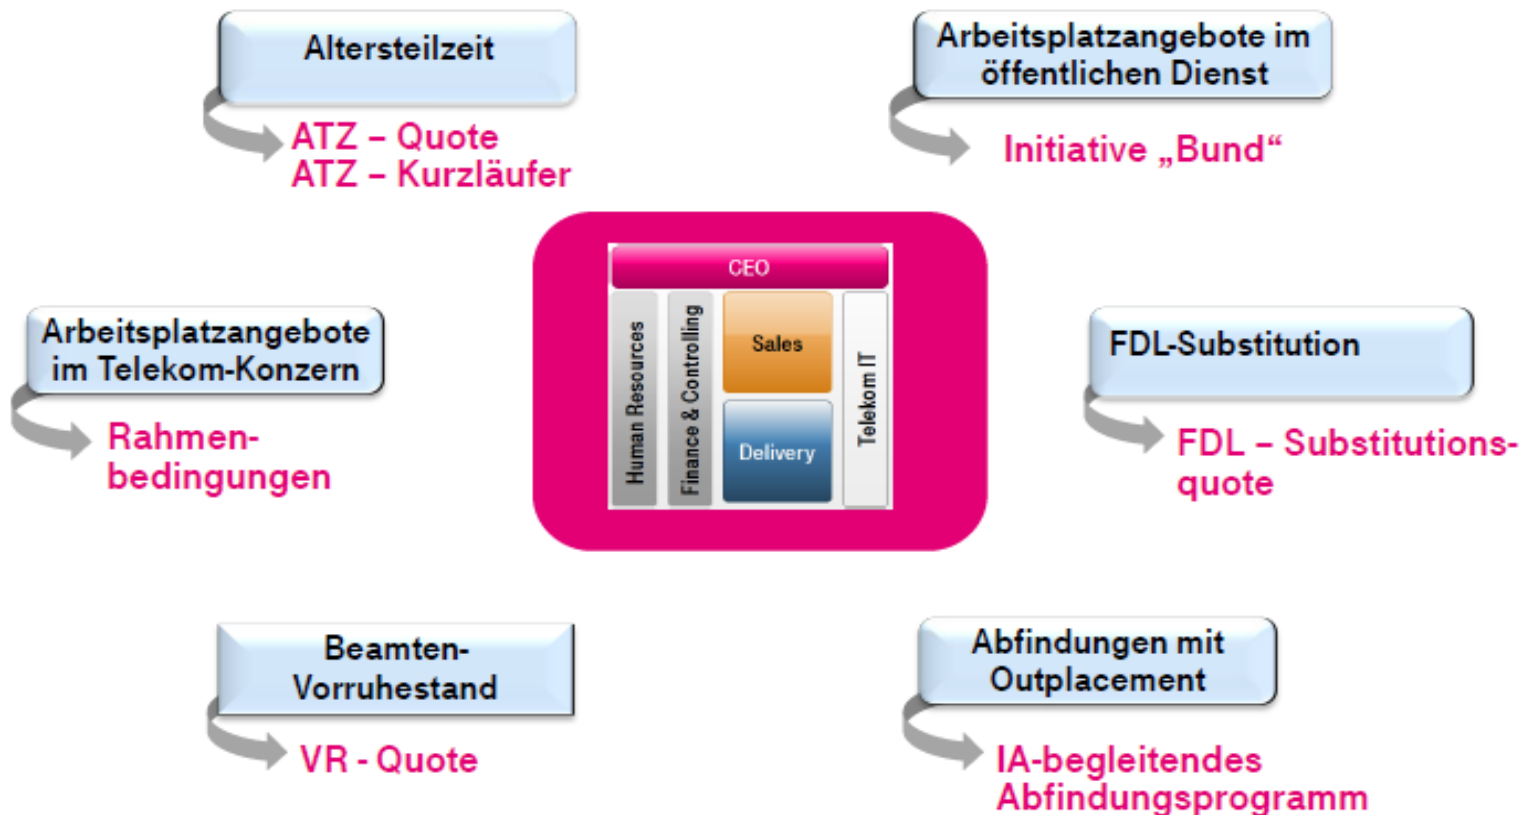 Altersteilzeit
ATZ – Quote
ATZ – Kurzläufer
Arbeitsplatzangebote im
öffentlichen Dienst
Initiative „Bund“
Arbeitsplatzangebote
im Telekom-Konzern
Rahmen-
bedingungen
CEO
Human Resources
Finance & Controlling
Sales
Delivery
Telekom IT
FDL-Substitution
FDL – Substitutions-
quote
Beamten-
Vorruhestand
VR - Quote
Abfindungen mit
Outplacement
IA-begleitendes
Abfindungsprogramm